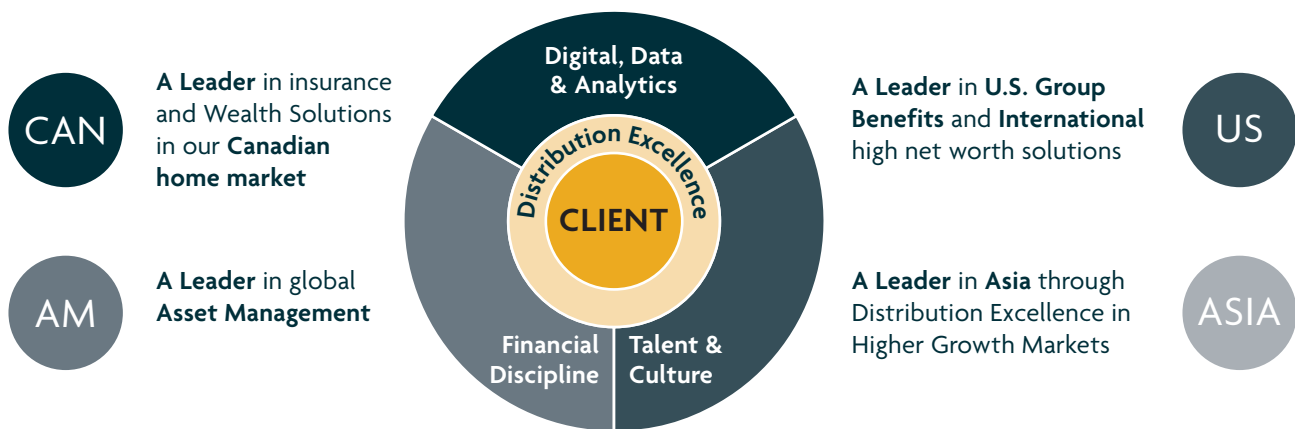 CAN
A Leader in insurance
and Wealth Solutions
in our Canadian
home market
AM
A Leader in global
Asset Management
Digital, Data
& Analytics
Distribution Excellence
CLIENT
Financial
Discipline
Talent &
Culture
A Leader in U.S. Group
Benefits and International
high net worth solutions
US
A Leader in Asia through
Distribution Excellence in
Higher Growth Markets
ASIA